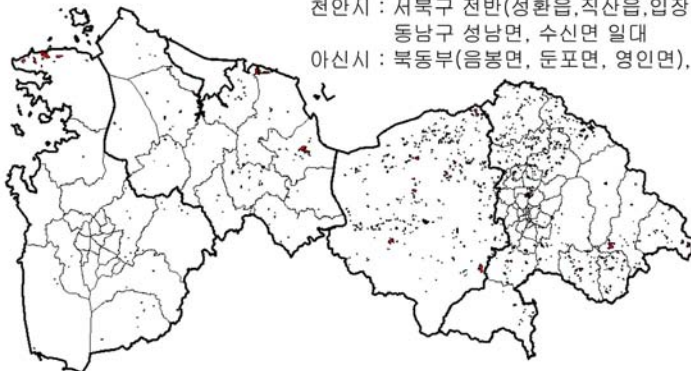 천안시 : 서북구 전반(성환읍,직산읍,입장
동남구 성남면, 수신면 일대
아신시 : 북동부(음봉면, 둔포면, 영인면),